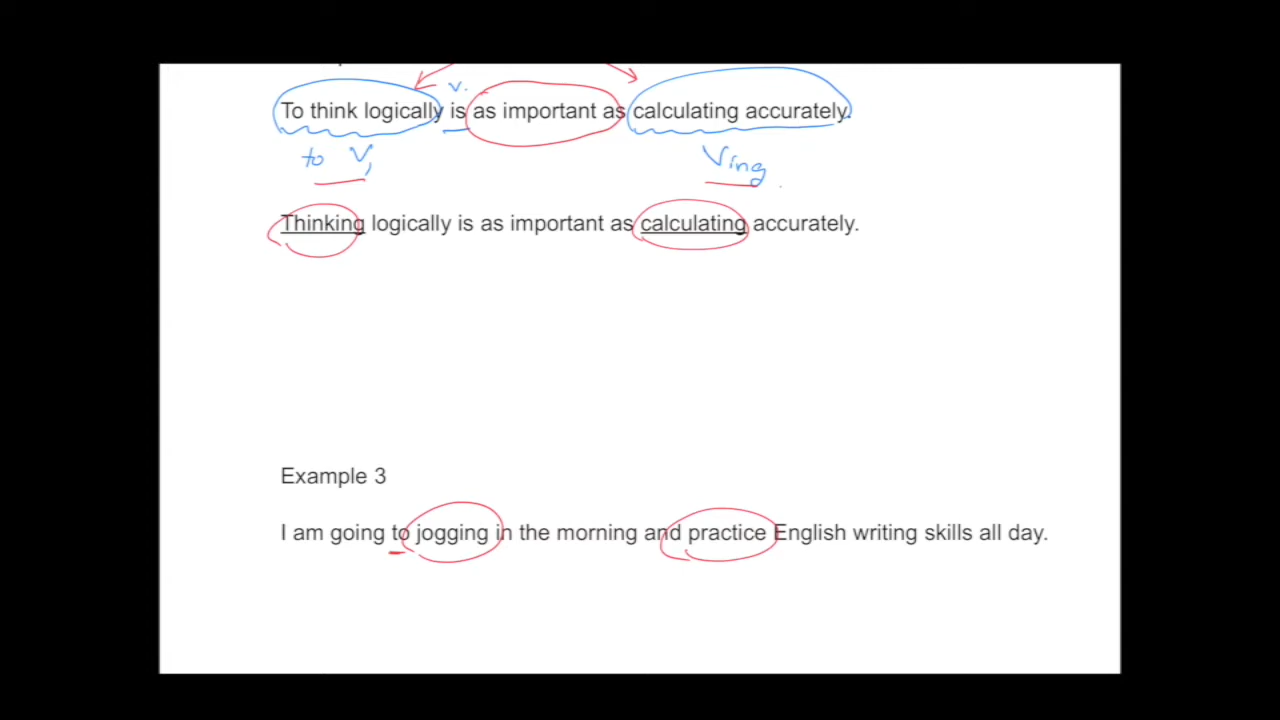 v.
To think logically is as important as calculating accurately.
to V, Ving
Thinking logically is as important as calculating accurately.
Example 3
I am going to jogging in the morning and practice English writing skills all day.